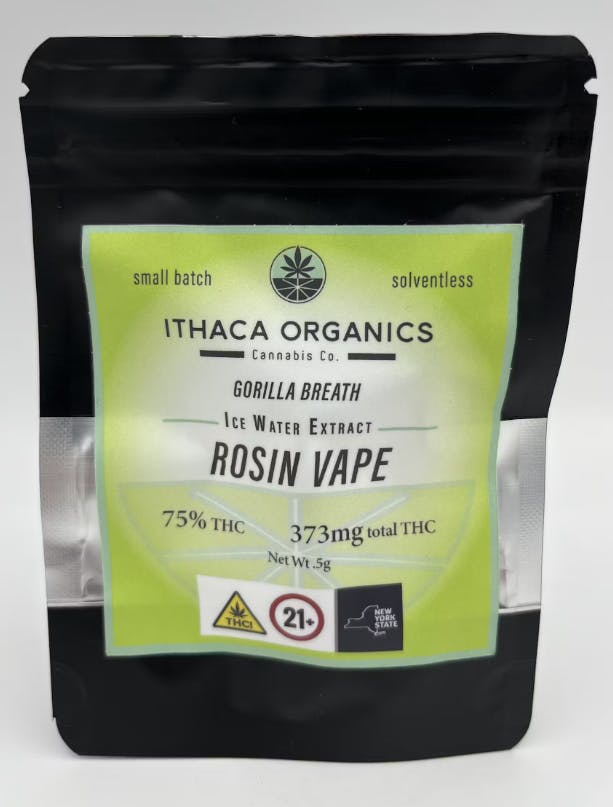 small batch
solventless
ITHACA ORGANICS
Cannabis Co.
GORILLA BREATH
ICE WATER EXTRACT
ROSIN VAPE
75% THC
373mg total THC
Net Wt .5g
THC!
21+
NEW
YORK
STATE